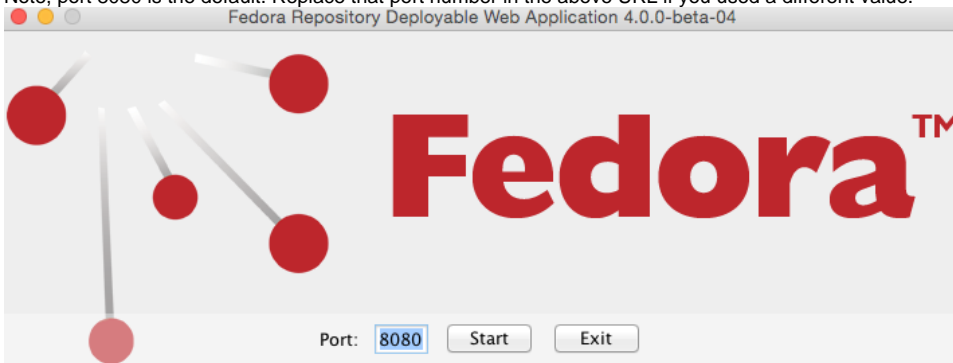 Note, port 8080 is the default. Replace that port number in the above URL if you used a different value.
Fedora Repository Deployable Web Application 4.0.0-beta-04
Fedora™
Port: 8080 Start Exit